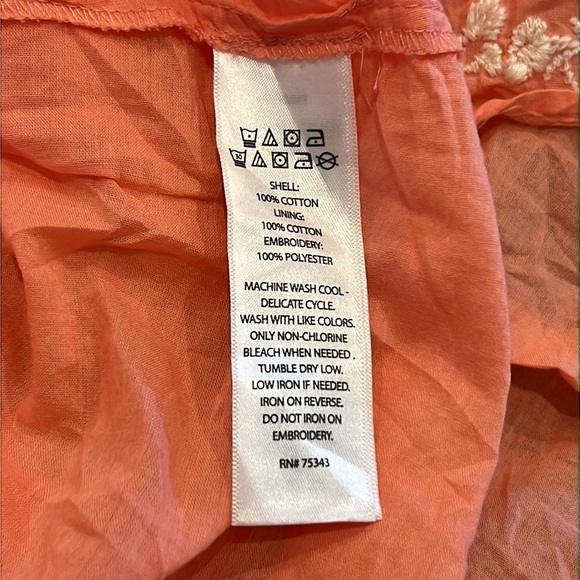 SHELL:
100% COTTON
LINING:
100% COTTON
EMBROIDERY:
100% POLYESTER
MACHINE WASH COOL -
DELICATE CYCLE.
WASH WITH LIKE COLORS.
ONLY NON-CHLORINE
BLEACH WHEN NEEDED .
TUMBLE DRY LOW.
LOW IRON IF NEEDED.
IRON ON REVERSE.
DO NOT IRON ON
EMBROIDERY.
RN# 75343